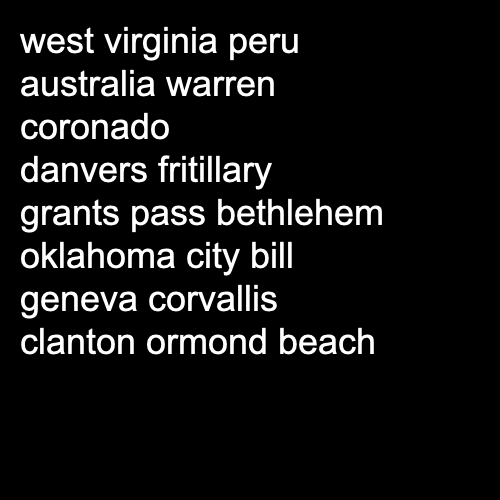 west virginia peru
australia warren
coronado
danvers fritillary
grants pass bethlehem
oklahoma city bill
geneva corvallis
clanton ormond beach